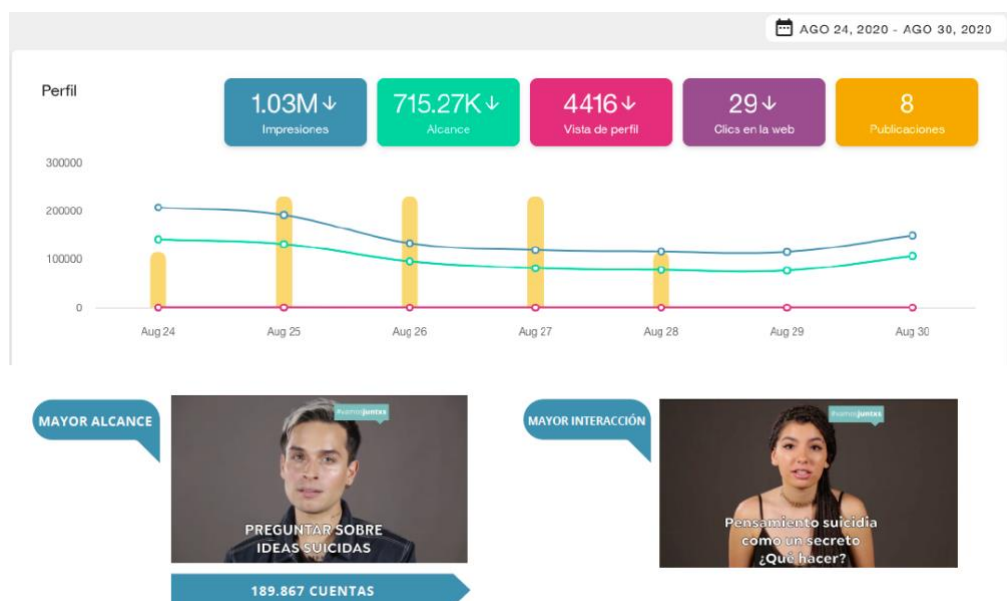 AGO 24, 2020 - AGO 30, 2020
Perfil
1.03M↓
Impresiones
715.27K↓
Alcance
4416↓
Vista de perfil
29↓
Clics en la web
8
Publicaciones
300000
200000
100000
0
Aug 24
Aug 25
Aug 26
Aug 27
Aug 28
Aug 29
Aug 30
MAYOR ALCANCE
#vamosjuntxs
PREGUNTAR SOBRE
IDEAS SUICIDAS
189.867 CUENTAS
MAYOR INTERACCIÓN
#vamosjuntxs
Pensamiento suicidia
como un secreto
¿Qué hacer?